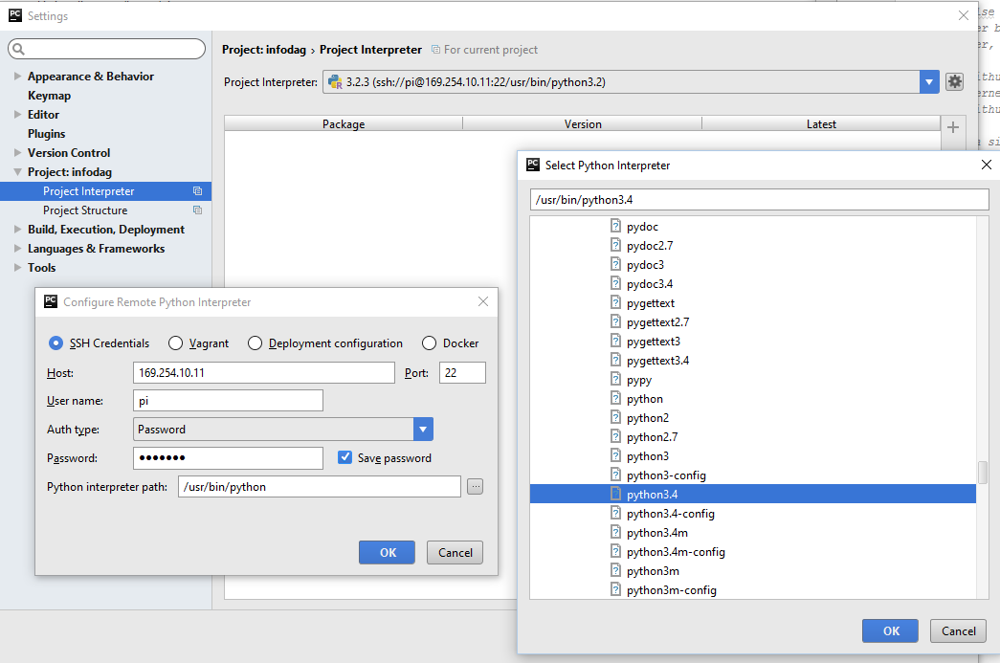 PC Settings
Project: infodag › Project Interpreter For current project
Appearance & Behavior
Keymap
Editor
Plugins
Version Control
Project: infodag
Project Interpreter
Project Structure
Build, Execution, Deployment
Languages & Frameworks
Tools
Project Interpreter: 3.2.3 (ssh://pi@169.254.10.11:22/usr/bin/python3.2)
Package Version Latest
PC Configure Remote Python Interpreter
SSH Credentials Vagrant Deployment configuration Docker
Host: 169.254.10.11 Port: 22
User name: pi
Auth type: Password
Password: ●●●●●●● Save password
Python interpreter path: /usr/bin/python ...
OK Cancel
PC Select Python Interpreter
/usr/bin/python3.4
pydoc
pydoc2.7
pydoc3
pydoc3.4
pygettext
pygettext2.7
pygettext3
pygettext3.4
pypy
python
python2
python2.7
python3
python3-config
python3.4
python3.4-config
python3.4m
python3.4m-config
python3m
python3m-config
OK Cancel